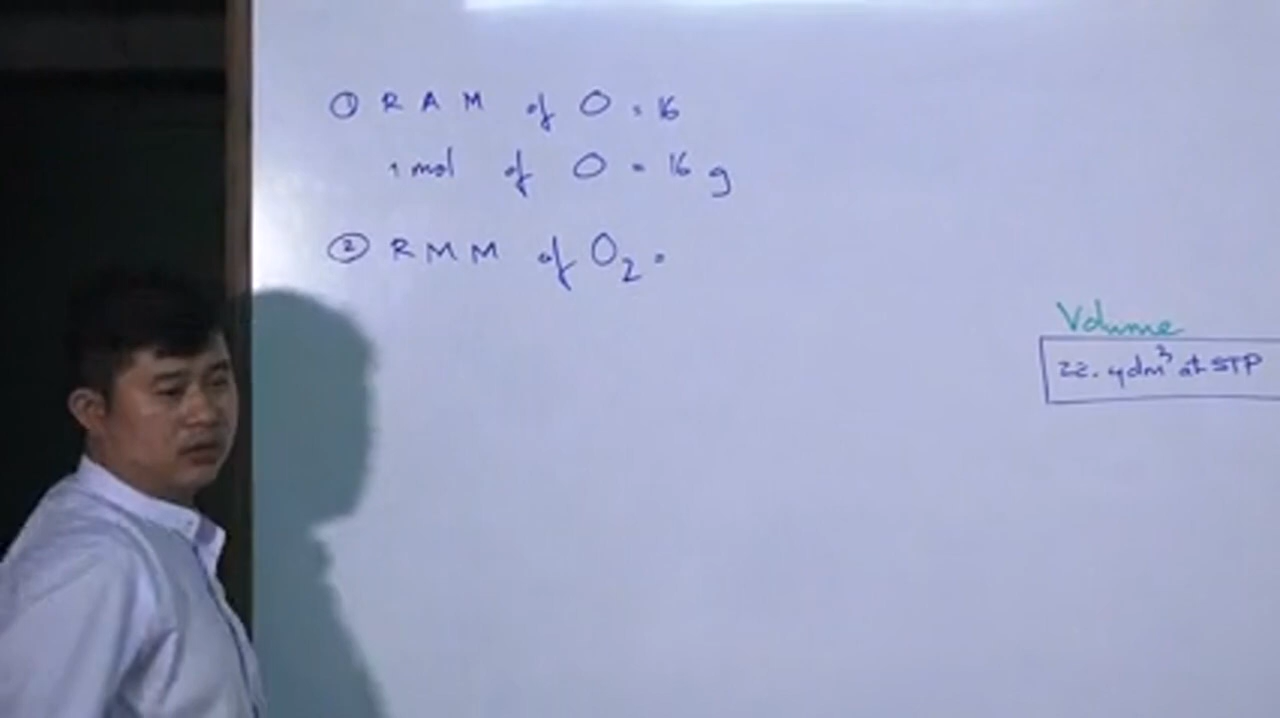 ① RAM of O = 16
1 mol of O = 16 g
② RMM of O₂ =
Volume
22.4dm³ at STP